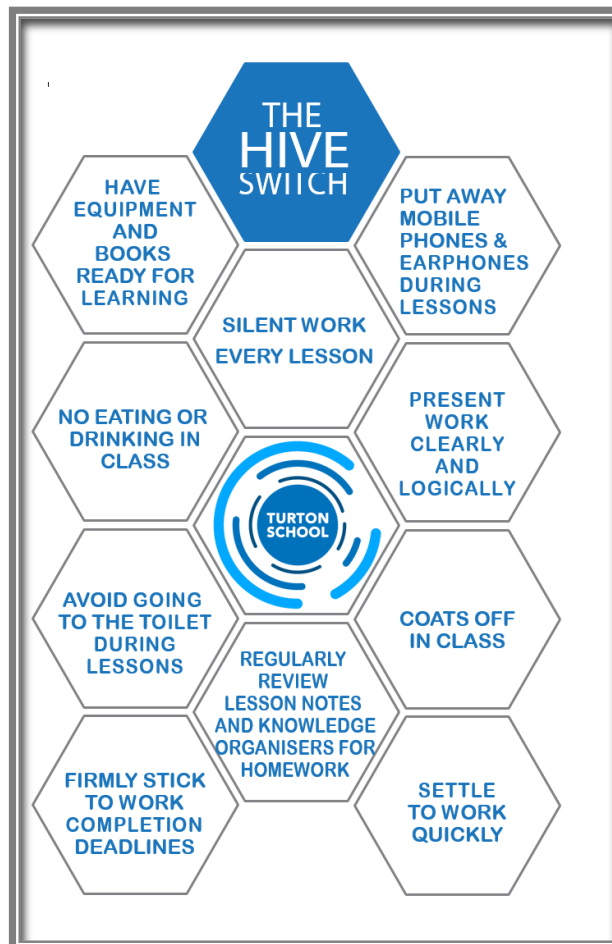 THE
HIVE
SWITCH
HAVE
EQUIPMENT
AND
BOOKS
READY FOR
LEARNING
PUT AWAY
MOBILE
PHONES &
EARPHONES
DURING
LESSONS
SILENT WORK
EVERY LESSON
NO EATING OR
DRINKING IN
CLASS
PRESENT
WORK
CLEARLY
AND
LOGICALLY
TURTON
SCHOOL
AVOID GOING
TO THE TOILET
DURING
LESSONS
COATS OFF
IN CLASS
REGULARLY
REVIEW
LESSON NOTES
AND KNOWLEDGE
ORGANISERS FOR
HOMEWORK
FIRMLY STICK
TO WORK
COMPLETION
DEADLINES
SETTLE
TO WORK
QUICKLY